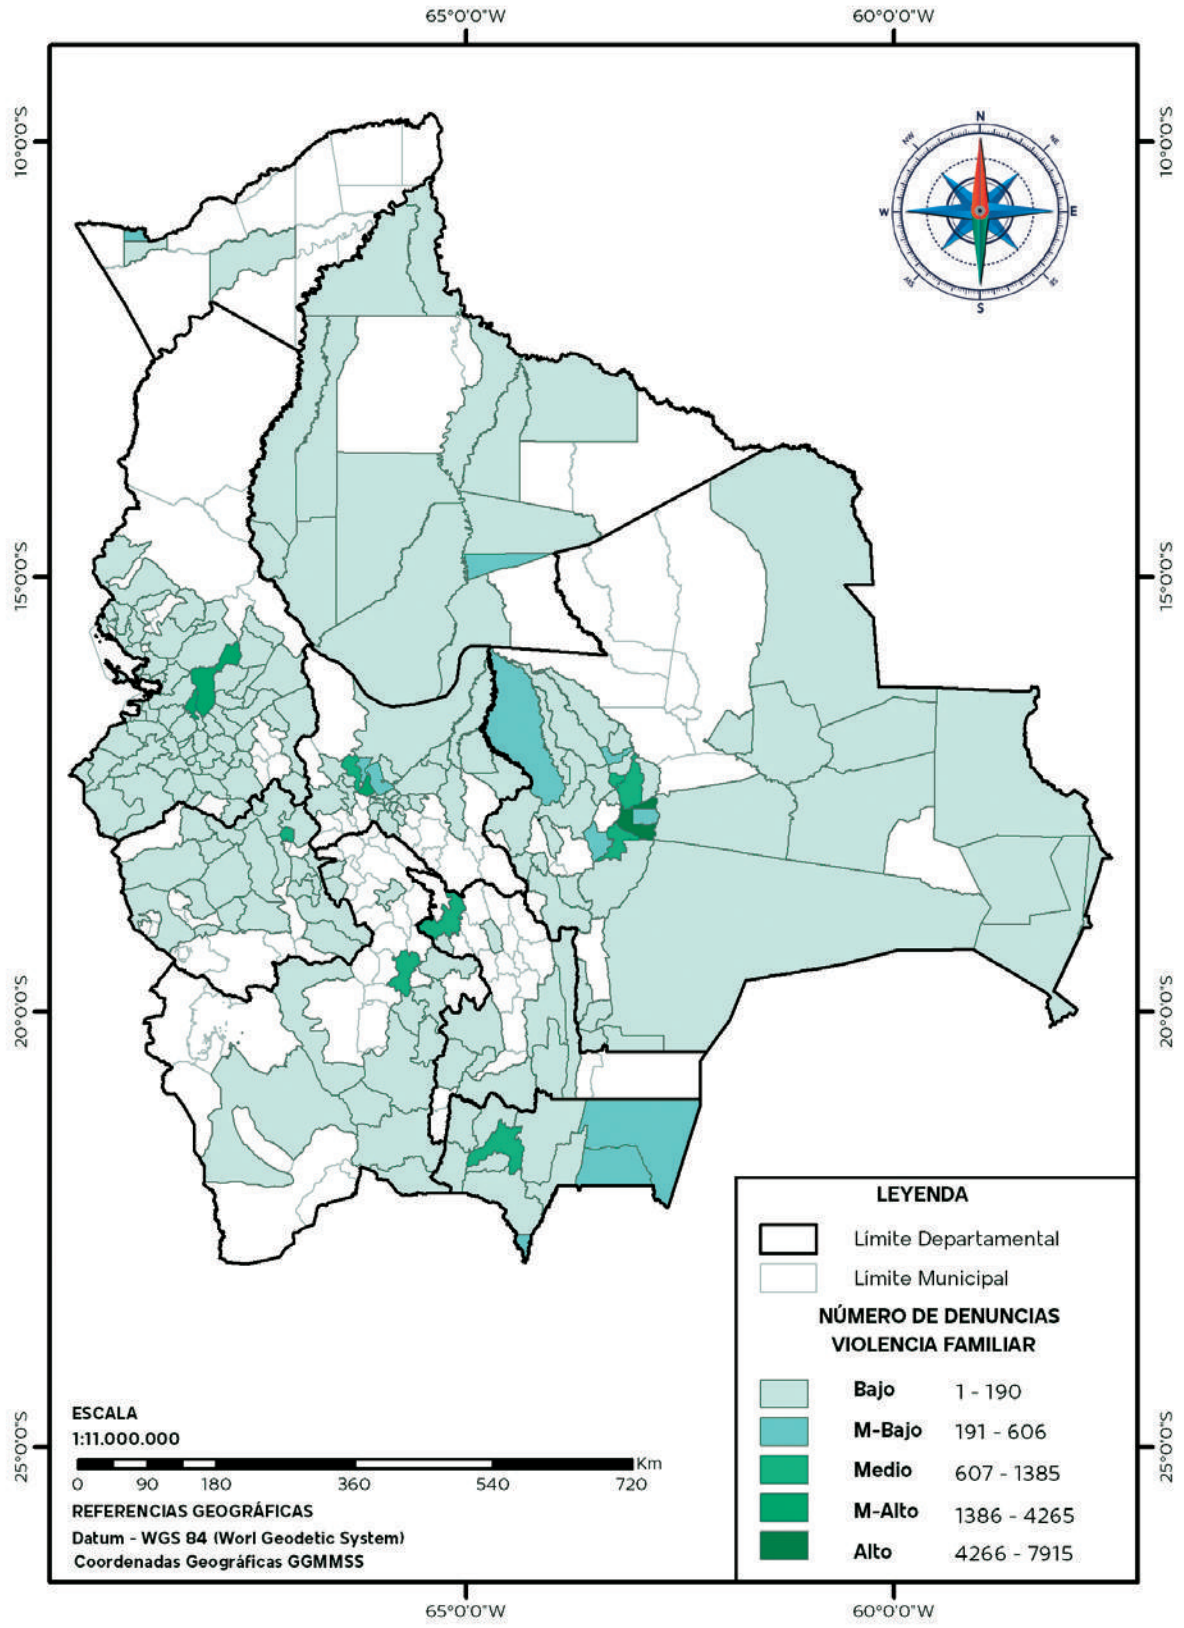 65°0'0"W
60°0'0"W
10°0'0"S
10°0'0"S
N
NW
NE
W
E
SW
SE
S
15°0'0"S
15°0'0"S
20°0'0"S
20°0'0"S
LEYENDA
Límite Departamental
Límite Municipal
NÚMERO DE DENUNCIAS
VIOLENCIA FAMILIAR
Bajo 1 - 190
M-Bajo 191 - 606
Medio 607 - 1385
M-Alto 1386 - 4265
Alto 4266 - 7915
25°0'0"S
25°0'0"S
ESCALA
1:11.000.000
Km
0 90 180 360 540 720
REFERENCIAS GEOGRÁFICAS
Datum - WGS 84 (Worl Geodetic System)
Coordenadas Geográficas GGMMSS
65°0'0"W
60°0'0"W